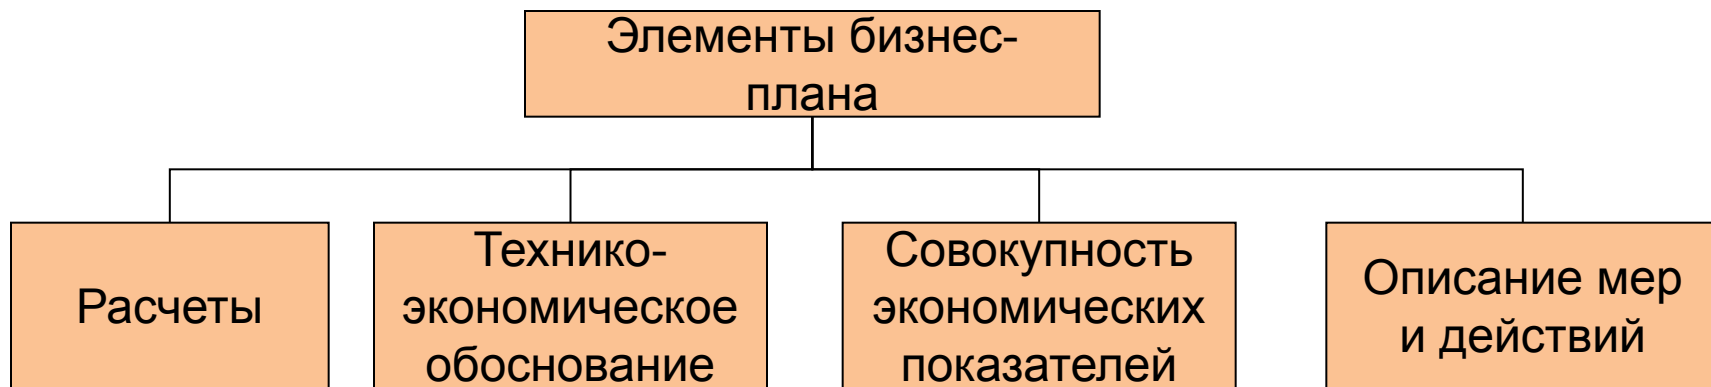 Элементы бизнес-
плана
Расчеты
Технико-
экономическое
обоснование
Совокупность
экономических
показателей
Описание мер
и действий